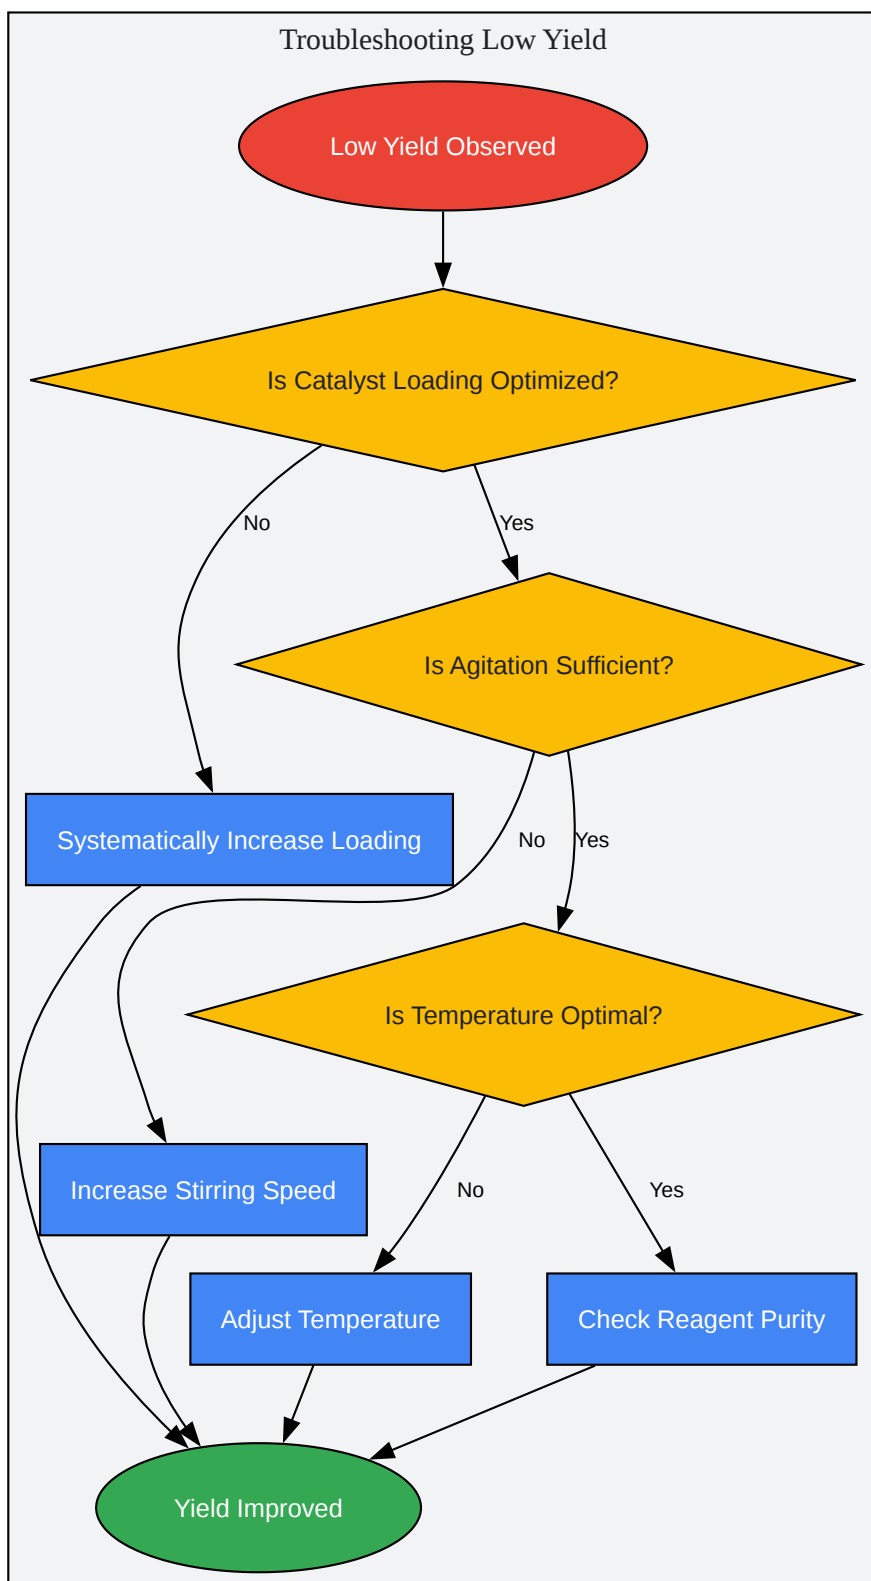 Troubleshooting Low Yield
Low Yield Observed
Is Catalyst Loading Optimized?
No
Yes
Is Agitation Sufficient?
Systematically Increase Loading
No
Yes
Is Temperature Optimal?
Increase Stirring Speed
No
Yes
Adjust Temperature
Check Reagent Purity
Yield Improved